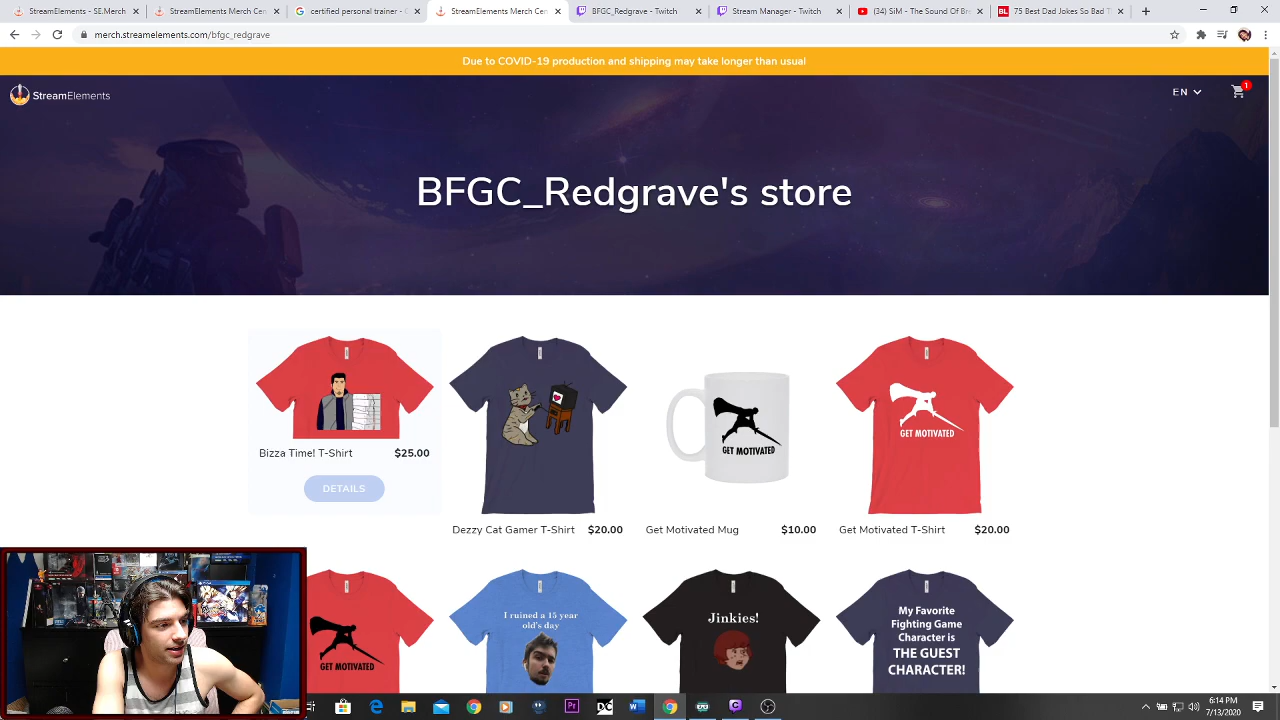 StreamElements - SE.Merch
StreamElements Merch Cen
certified personal trainer - G
StreamElements Merch Cen
BFGC_Redgrave - Twitch
Stream Manager - Twitch
(34) SiM - The Sound Of Bre
75 Best Dad Jokes So Bad T
merch.streamelements.com/bfgc_redgrave
Due to COVID-19 production and shipping may take longer than usual
StreamElements
EN
1
BFGC_Redgrave's store
GET MOTIVATED
GET MOTIVATED
Bizza Time! T-Shirt $25.00
DETAILS
Dezzy Cat Gamer T-Shirt $20.00
Get Motivated Mug $10.00
Get Motivated T-Shirt $20.00
GET MOTIVATED
I ruined a 15 year
old's day
Jinkies!
My Favorite
Fighting Game
Character is
THE GUEST
CHARACTER!
6:14 PM
7/13/2020